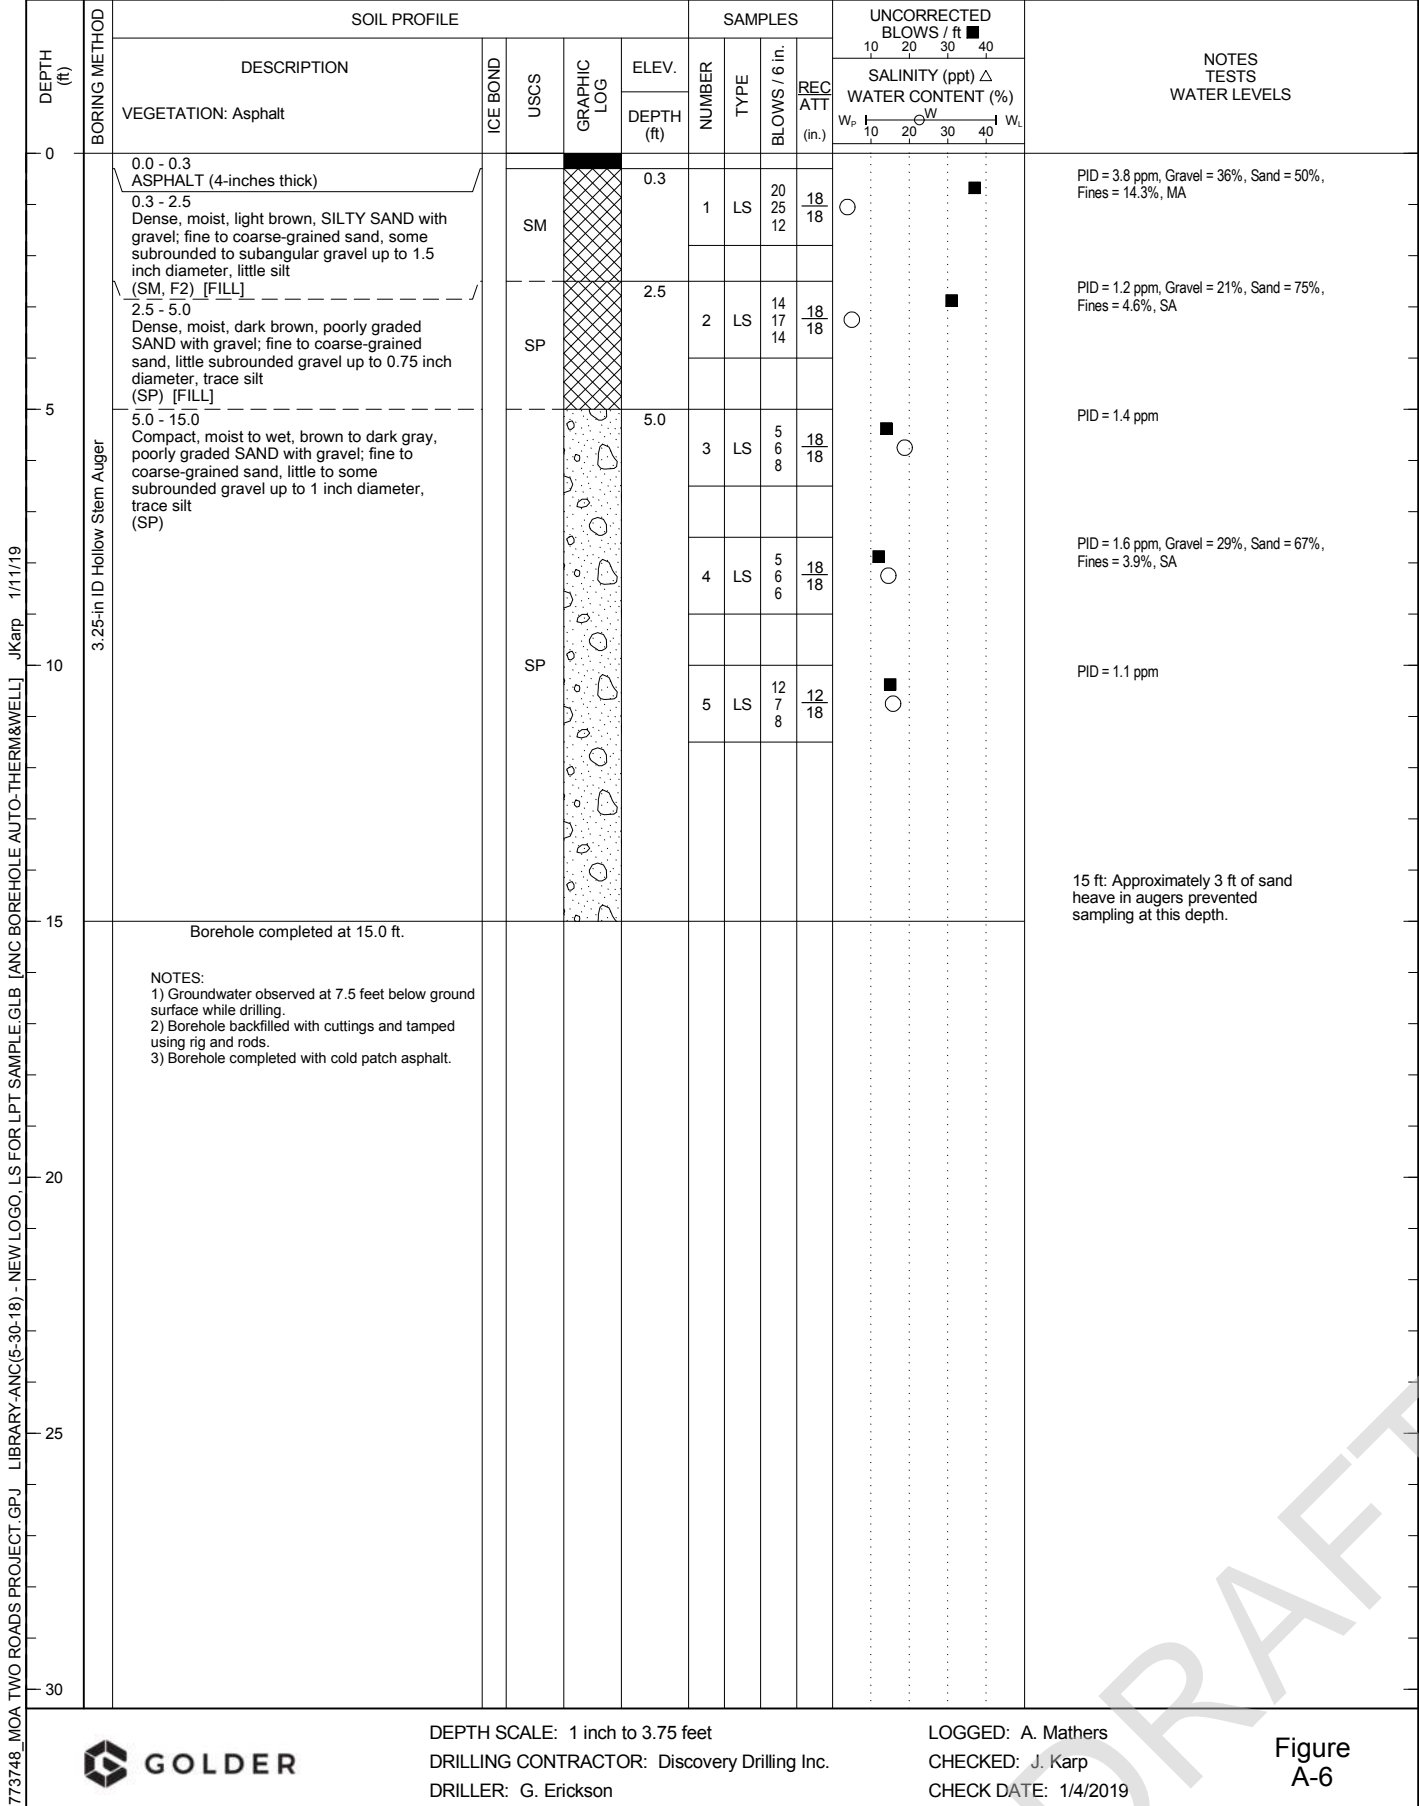 DEPTH
(ft)
BORING METHOD
SOIL PROFILE
DESCRIPTION
VEGETATION: Asphalt
ICE BOND
USCS
GRAPHIC
LOG
ELEV.
DEPTH
(ft)
SAMPLES
NUMBER
TYPE
BLOWS / 6 in.
REC
ATT
(in.)
UNCORRECTED
BLOWS / ft ■
10 20 30 40
SALINITY (ppt) △
WATER CONTENT (%)
Wp W WL
10 20 30 40
NOTES
TESTS
WATER LEVELS
0
5
10
15
20
25
30
3.25-in ID Hollow Stem Auger
0.0 - 0.3
ASPHALT (4-inches thick)
0.3 - 2.5
Dense, moist, light brown, SILTY SAND with
gravel; fine to coarse-grained sand, some
subrounded to subangular gravel up to 1.5
inch diameter, little silt
(SM, F2) [FILL]
2.5 - 5.0
Dense, moist, dark brown, poorly graded
SAND with gravel; fine to coarse-grained
sand, little subrounded gravel up to 0.75 inch
diameter, trace silt
(SP) [FILL]
5.0 - 15.0
Compact, moist to wet, brown to dark gray,
poorly graded SAND with gravel; fine to
coarse-grained sand, little to some
subrounded gravel up to 1 inch diameter,
trace silt
(SP)
SM
SP
SP
0.3
2.5
5.0
1 LS 20 25 12 18 18
2 LS 14 17 14 18 18
3 LS 5 6 8 18 18
4 LS 5 6 6 18 18
5 LS 12 7 8 12 18
PID = 3.8 ppm, Gravel = 36%, Sand = 50%,
Fines = 14.3%, MA
PID = 1.2 ppm, Gravel = 21%, Sand = 75%,
Fines = 4.6%, SA
PID = 1.4 ppm
PID = 1.6 ppm, Gravel = 29%, Sand = 67%,
Fines = 3.9%, SA
PID = 1.1 ppm
15 ft: Approximately 3 ft of sand
heave in augers prevented
sampling at this depth.
Borehole completed at 15.0 ft.
NOTES:
1) Groundwater observed at 7.5 feet below ground
surface while drilling.
2) Borehole backfilled with cuttings and tamped
using rig and rods.
3) Borehole completed with cold patch asphalt.
773748_MOA TWO ROADS PROJECT.GPJ LIBRARY-ANC(5-30-18) - NEW LOGO, LS FOR LPT SAMPLE.GLB [ANC BOREHOLE AUTO-THERM&WELL] JKarp 1/11/19
GOLDER
DEPTH SCALE: 1 inch to 3.75 feet
DRILLING CONTRACTOR: Discovery Drilling Inc.
DRILLER: G. Erickson
LOGGED: A. Mathers
CHECKED: J. Karp
CHECK DATE: 1/4/2019
Figure
A-6
DRAFT